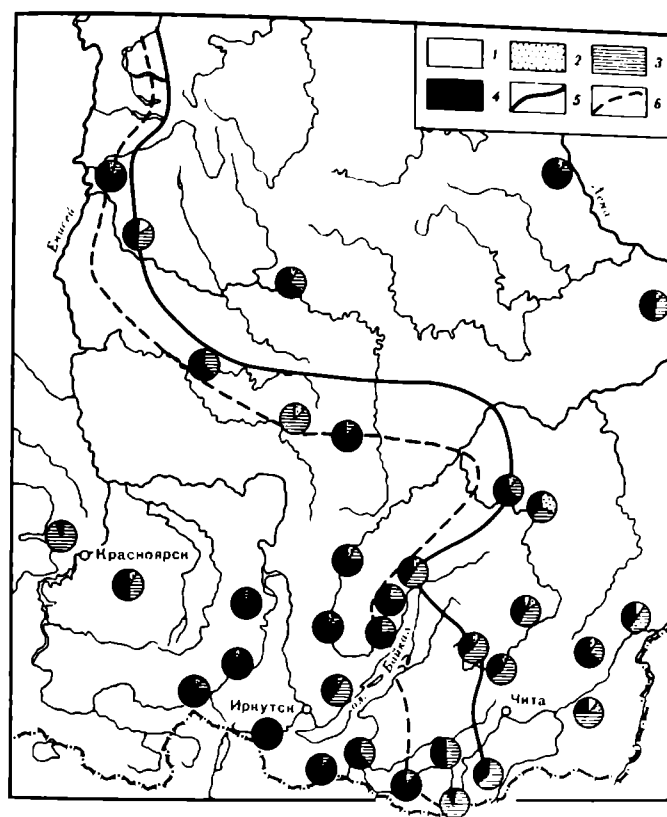 1 2 3
4 5 6
Енисей
Лена
Красноярск
оз. Байкал
Иркутск
Чита